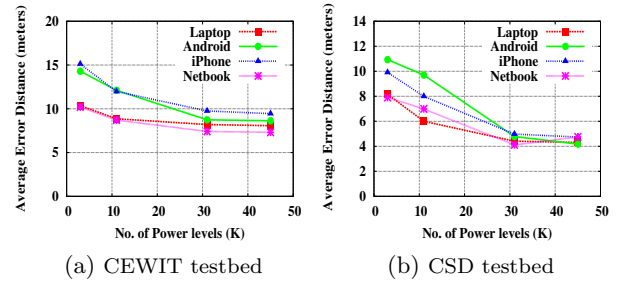 Average Error Distance (meters)
25
20
15
10
5
0
0 10 20 30 40 50
No. of Power levels (K)
Laptop
Android
iPhone
Netbook
(a) CEWIT testbed
Average Error Distance (meters)
14
12
10
8
6
4
2
0
0 10 20 30 40 50
No. of Power levels (K)
Laptop
Android
iPhone
Netbook
(b) CSD testbed